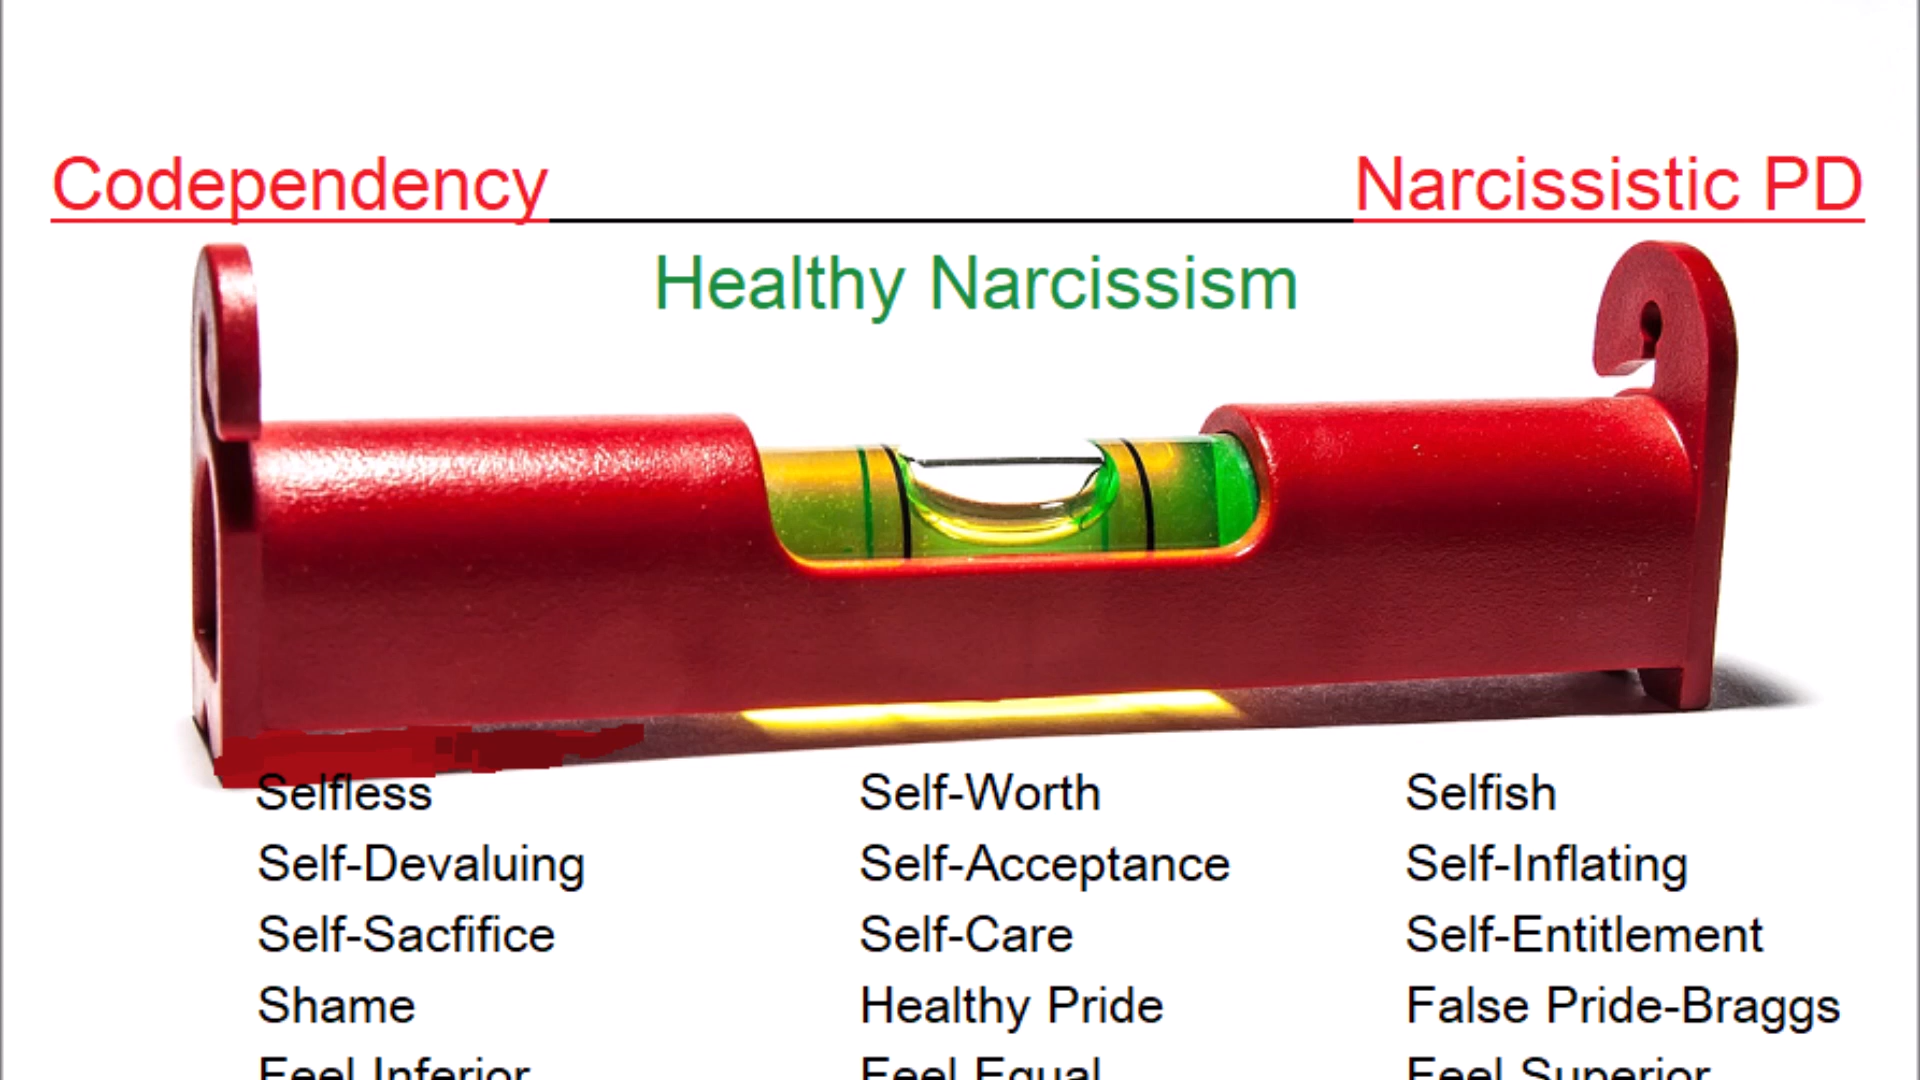 Codependency Narcissistic PD
Healthy Narcissism
Selfless Self-Worth Selfish
Self-Devaluing Self-Acceptance Self-Inflating
Self-Sacfifice Self-Care Self-Entitlement
Shame Healthy Pride False Pride-Braggs
Feel Inferior Feel Equal Feel Superior